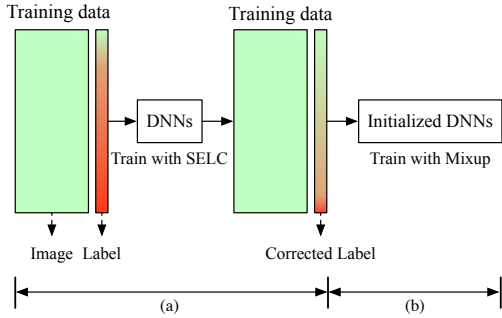 Training data
Training data
DNNs
Initialized DNNs
Train with SELC
Train with Mixup
Image
Label
Corrected Label
(a)
(b)